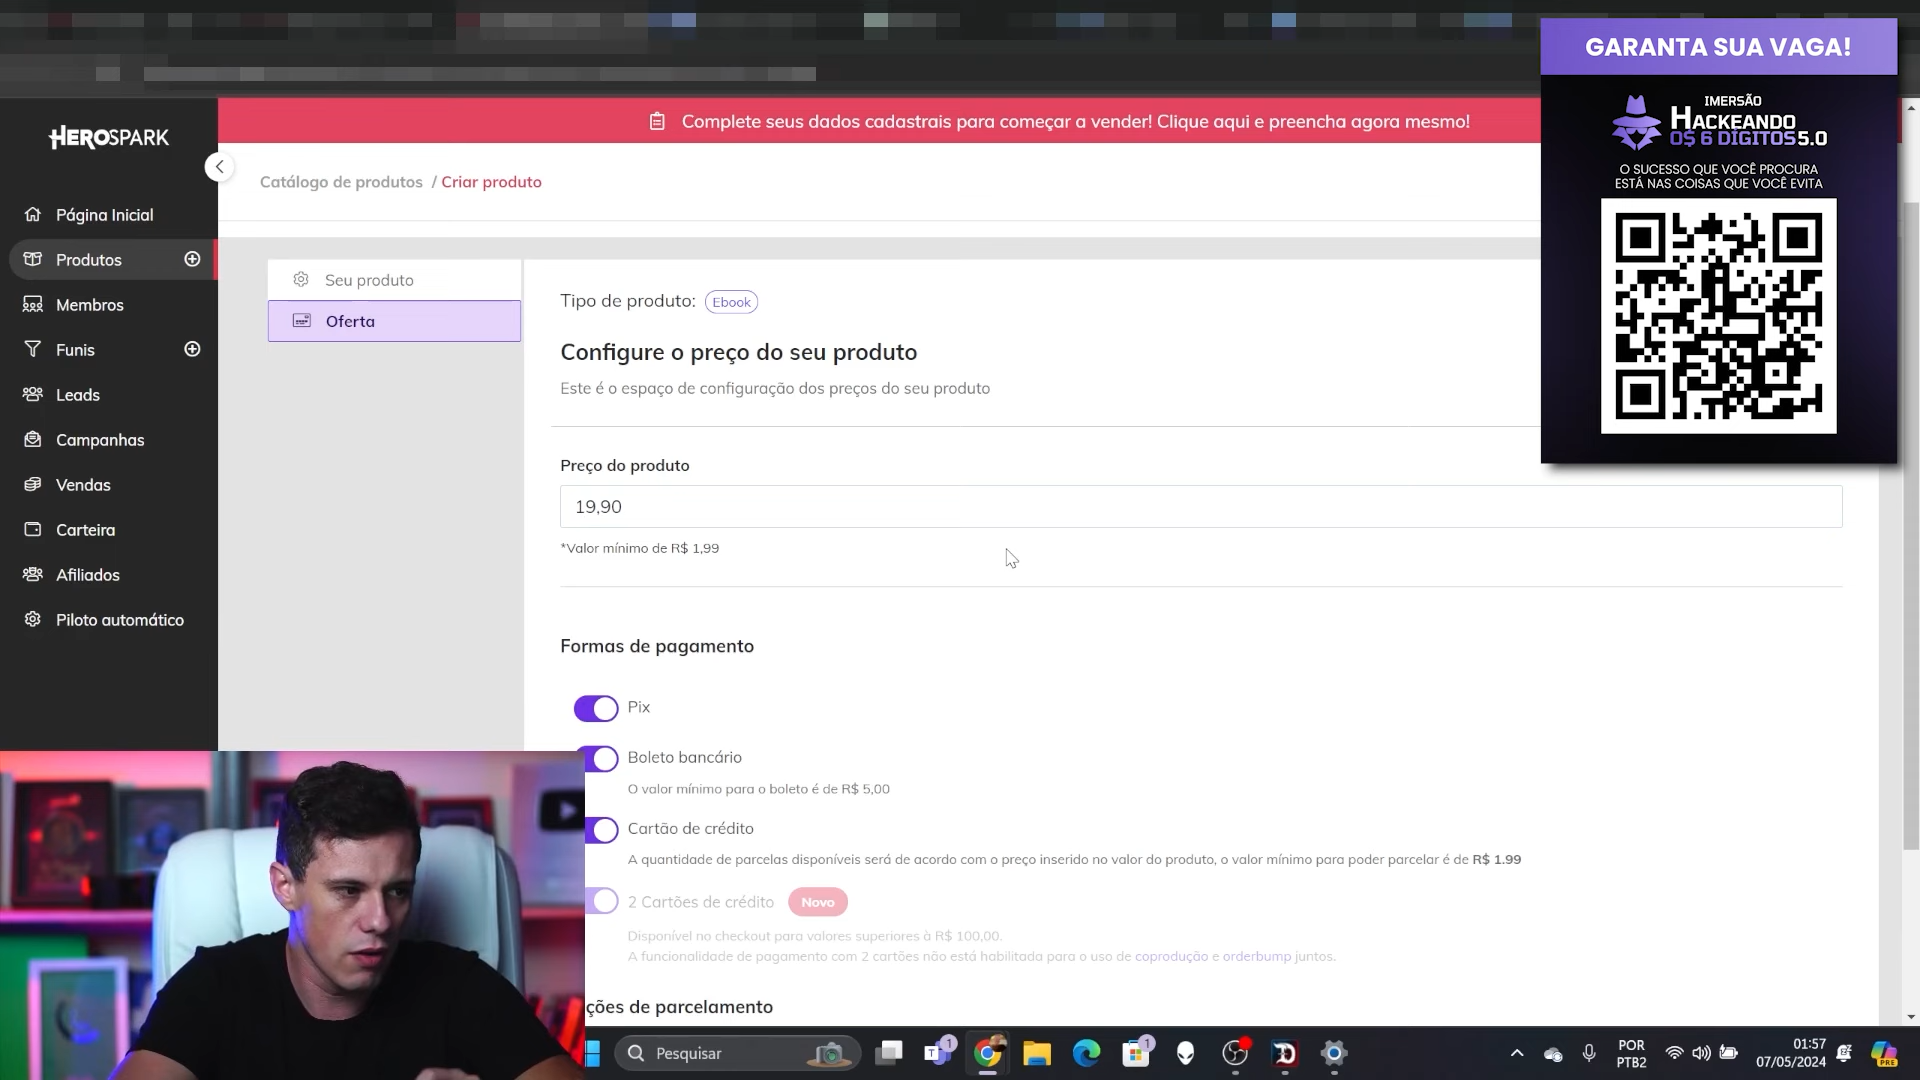 GARANTA SUA VAGA!
IMERSÃO
HACKEANDO
O$ 6 DÍGITOS 5.0
O SUCESSO QUE VOCÊ PROCURA
ESTÁ NAS COISAS QUE VOCÊ EVITA
HEROSPARK
Complete seus dados cadastrais para começar a vender! Clique aqui e preencha agora mesmo!
Catálogo de produtos / Criar produto
Página Inicial
Produtos
Membros
Funis
Leads
Campanhas
Vendas
Carteira
Afiliados
Piloto automático
Seu produto
Oferta
Tipo de produto: Ebook
Configure o preço do seu produto
Este é o espaço de configuração dos preços do seu produto
Preço do produto
19,90
*Valor mínimo de R$ 1,99
Formas de pagamento
Pix
Boleto bancário
O valor mínimo para o boleto é de R$ 5,00
Cartão de crédito
A quantidade de parcelas disponíveis será de acordo com o preço inserido no valor do produto, o valor mínimo para poder parcelar é de R$ 1.99
2 Cartões de crédito Novo
Disponível no checkout para valores superiores à R$ 100,00.
A funcionalidade de pagamento com 2 cartões não está habilitada para o uso de coprodução e orderbump juntos.
ções de parcelamento
Pesquisar
1
1
POR
PTB2
01:57
07/05/2024
PRE